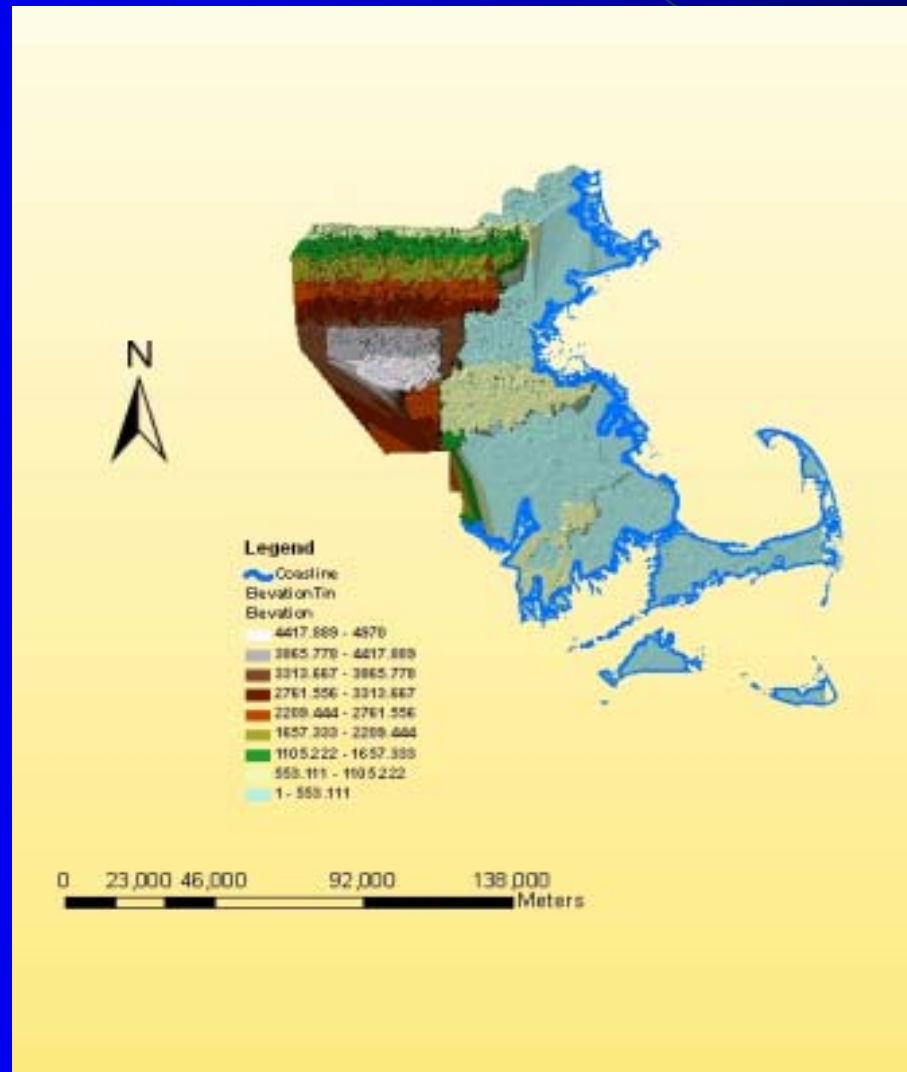 N
Legend
Coastline
ElevationTin
Elevation
4417.889 - 4970
3865.778 - 4417.889
3313.667 - 3865.778
2761.556 - 3313.667
2209.444 - 2761.556
1657.333 - 2209.444
1105.222 - 1657.333
553.111 - 1105.222
1 - 553.111
0 23,000 46,000 92,000 138,000
Meters